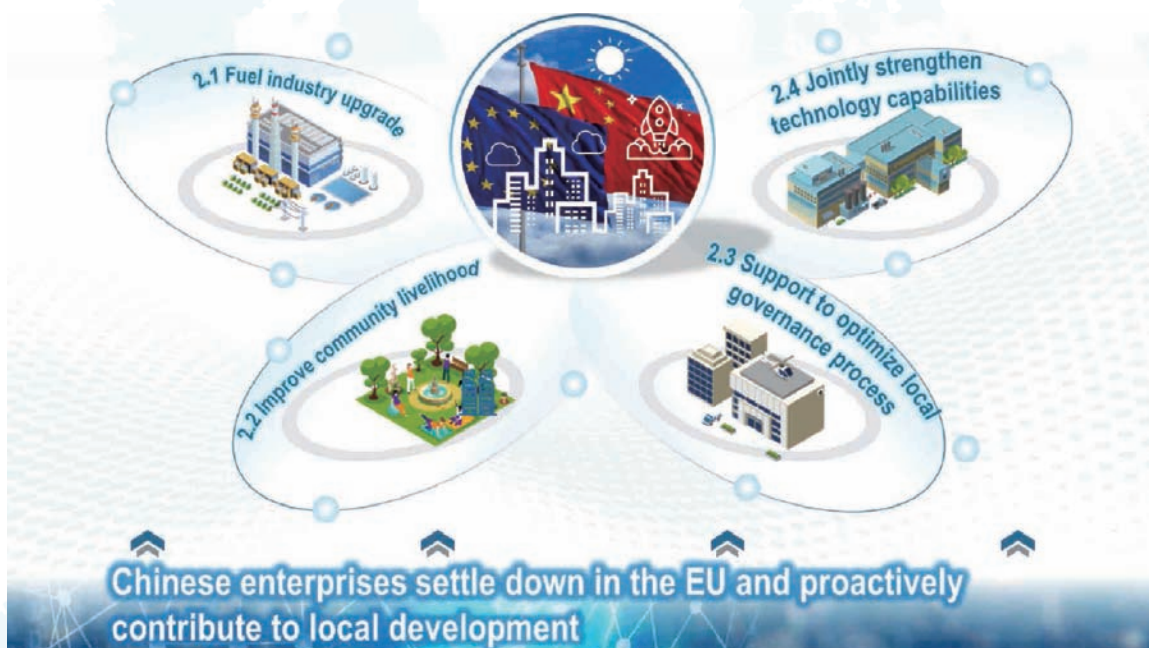 2.1 Fuel industry upgrade
2.4 Jointly strengthen
technology capabilities
2.2 Improve community livelihood
2.3 Support to optimize local
governance process
Chinese enterprises settle down in the EU and proactively
contribute to local development